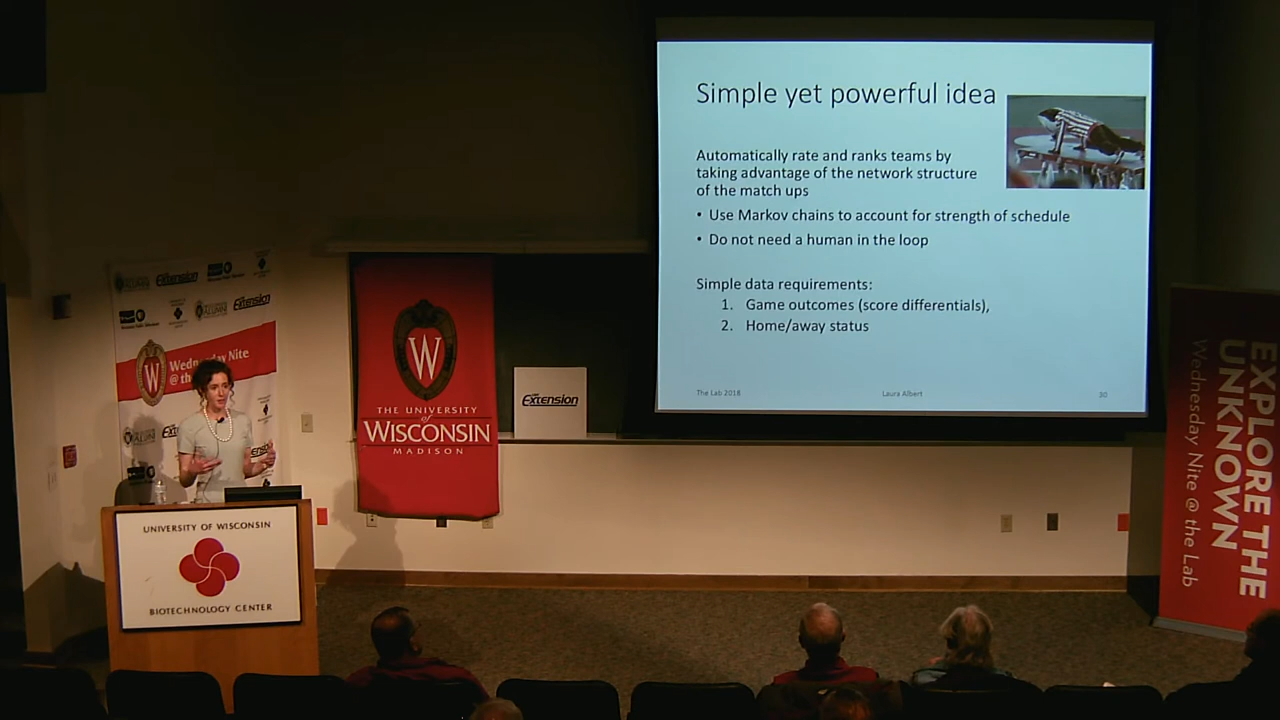 Simple yet powerful idea
Automatically rate and ranks teams by
taking advantage of the network structure
of the match ups
• Use Markov chains to account for strength of schedule
• Do not need a human in the loop
Simple data requirements:
1. Game outcomes (score differentials),
2. Home/away status
The Lab 2018
Laura Albert
30
Extension
Extension
Wednesday Nite
@ the
W
THE UNIVERSITY
of
WISCONSIN
MADISON
Extension
UNIVERSITY OF WISCONSIN
BIOTECHNOLOGY CENTER
EXPLORE THE
UNKNOWN
Wednesday Nite @ the Lab